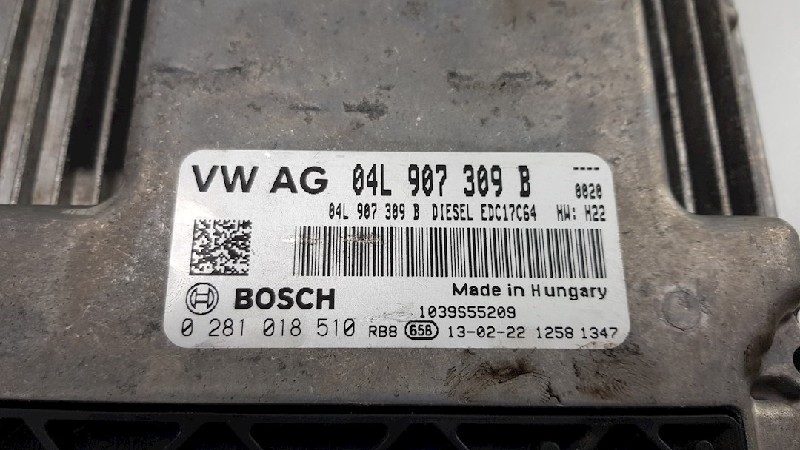 VW AG 04L 907 309 B
----
0020
04L 907 309 B DIESEL EDC17C64 HW: H22
BOSCH
Made in Hungary
1039S55209
0 281 018 510 RB8 656 13-02-22 1258 1347